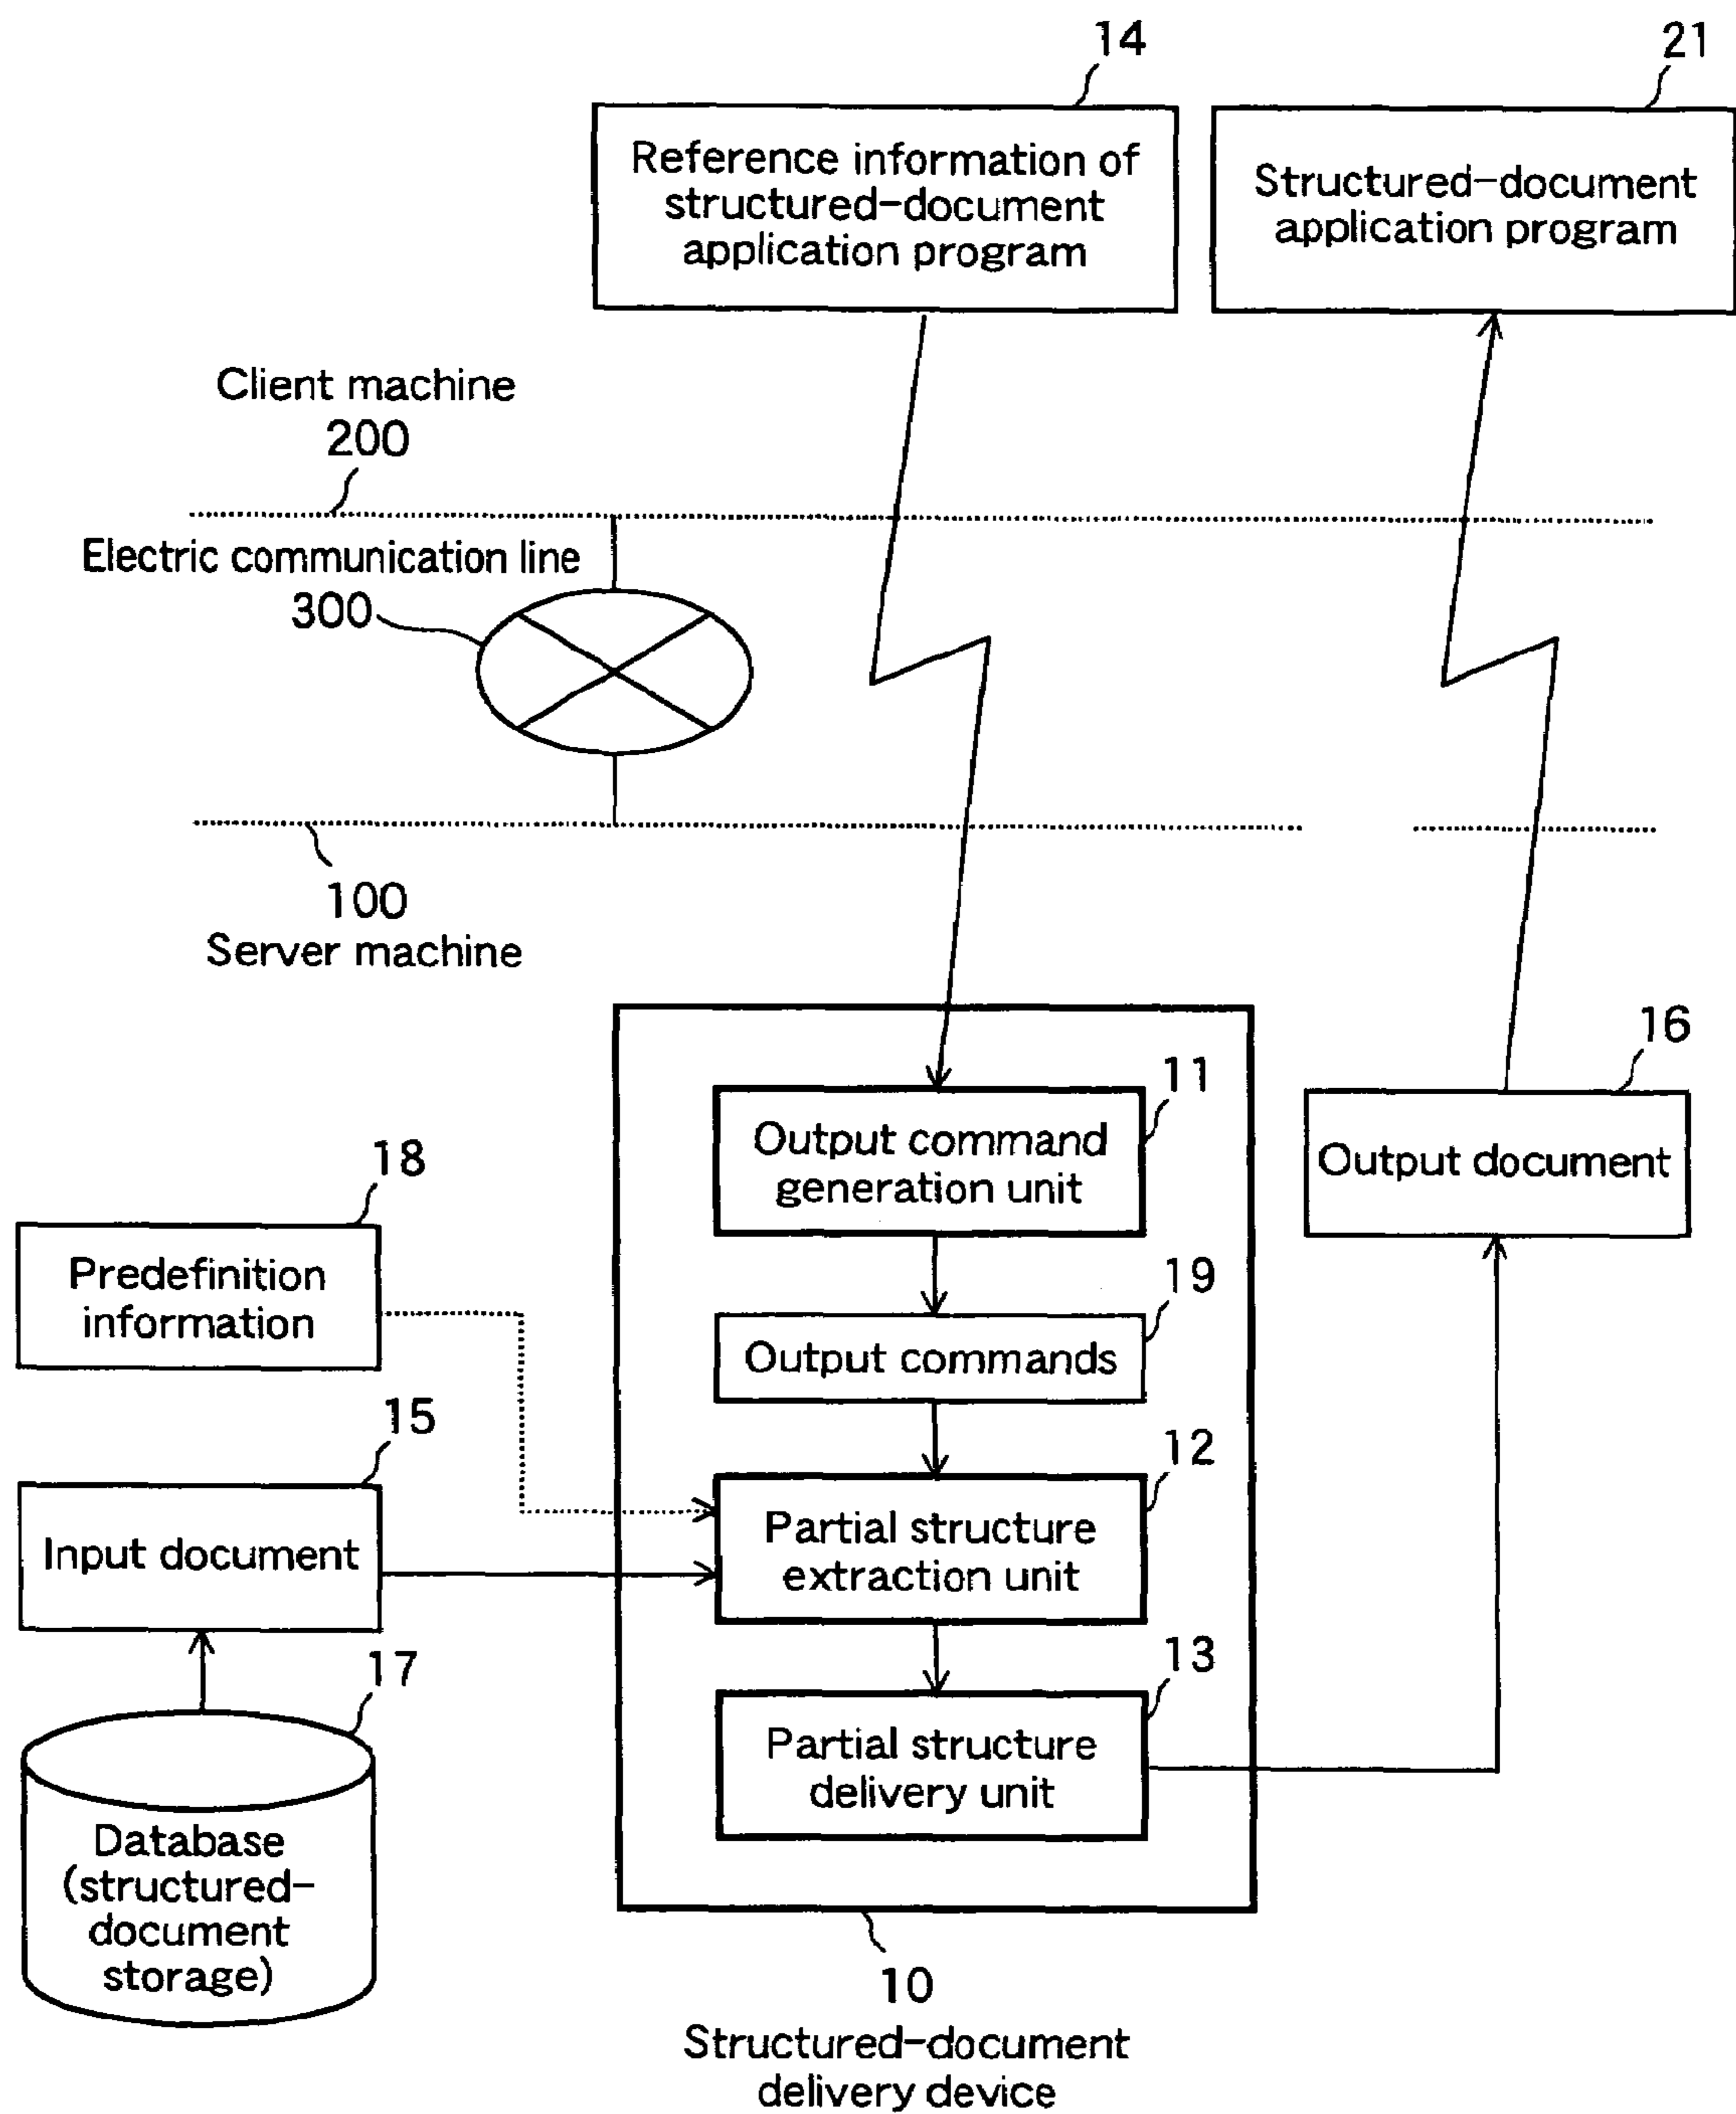 14
21
Reference information of
structured-document
application program
Structured-document
application program
Client machine
200
Electric communication line
300
100
Server machine
16
11
Output command
generation unit
Output document
18
Predefinition
information
19
Output commands
15
12
Input document
Partial structure
extraction unit
17
13
Partial structure
delivery unit
Database
(structured-
document
storage)
10
Structured-document
delivery device